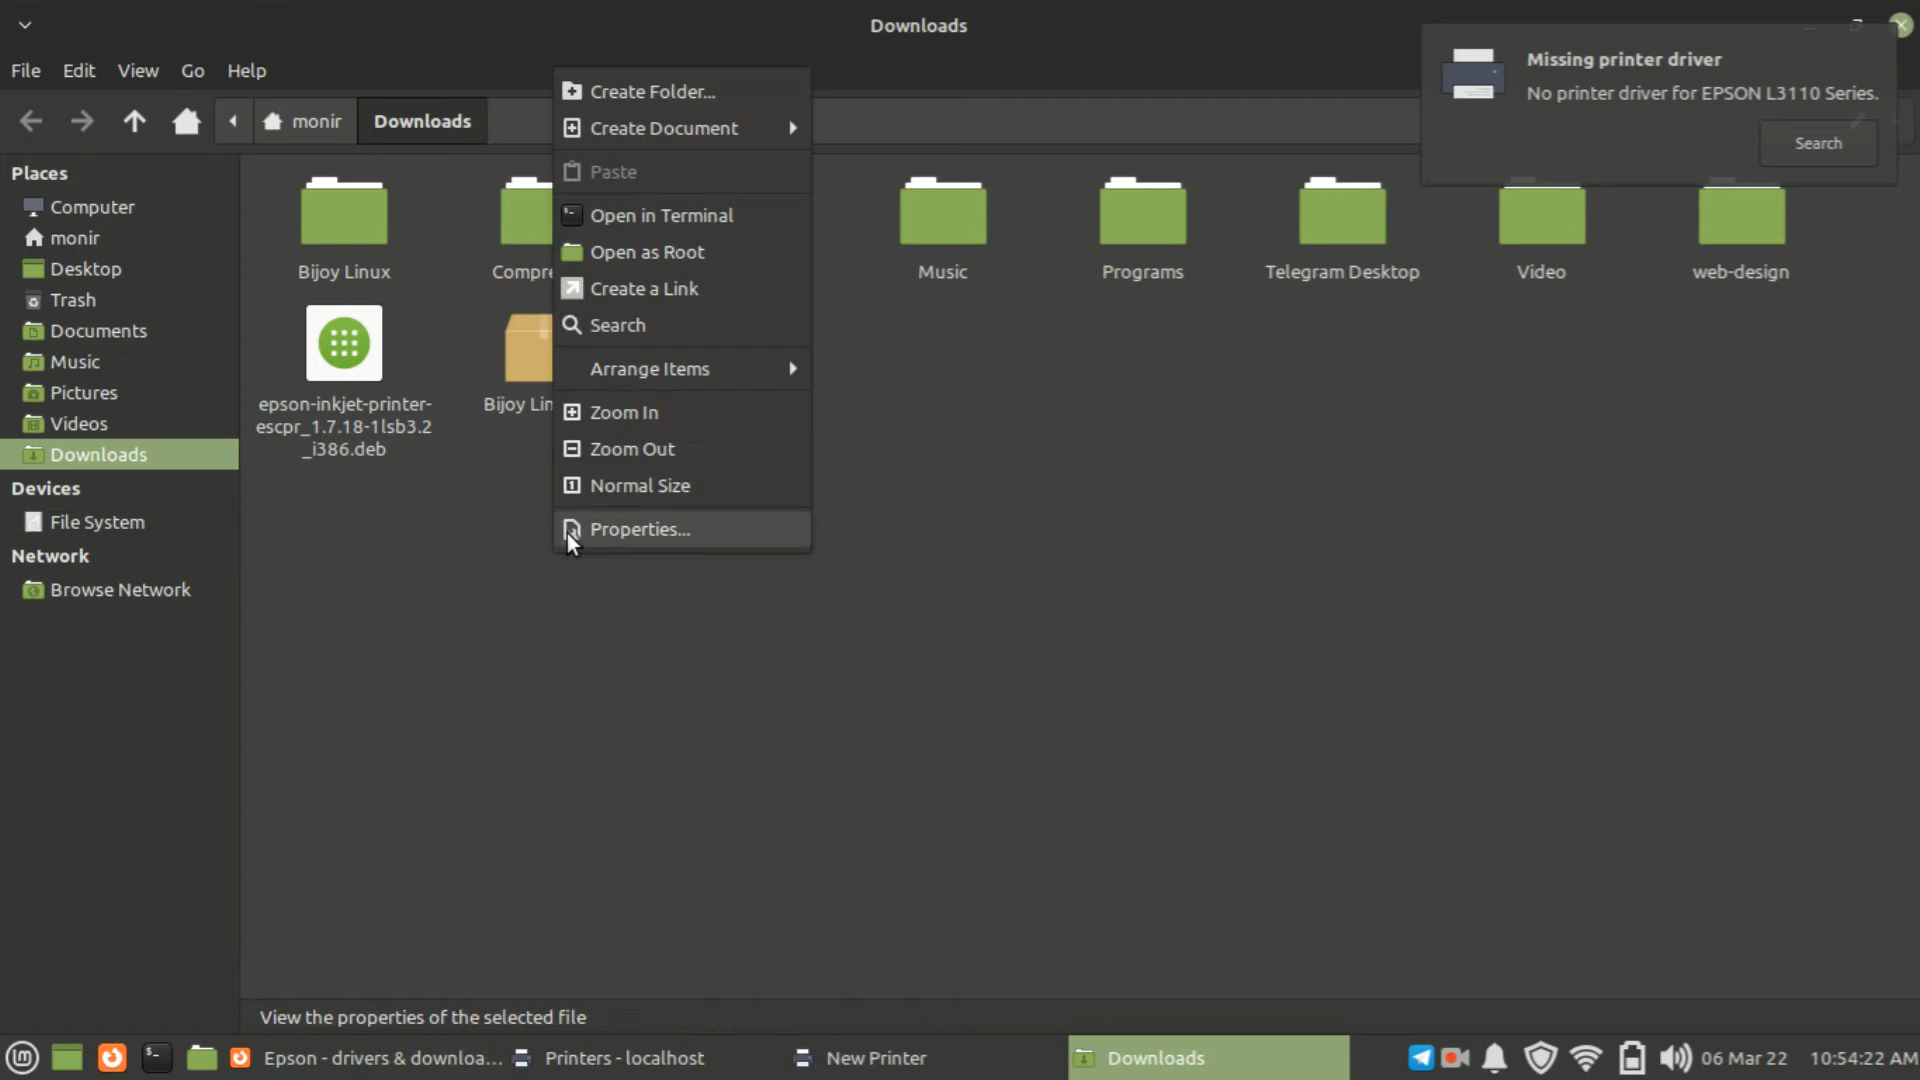 Downloads
File Edit View Go Help
monir
Downloads
Missing printer driver
No printer driver for EPSON L3110 Series.
Search
Places
Computer
monir
Desktop
Trash
Documents
Music
Pictures
Videos
Downloads
Devices
File System
Network
Browse Network
Bijoy Linux
Compre
Music
Programs
Telegram Desktop
Video
web-design
epson-inkjet-printer-
escpr_1.7.18-1lsb3.2
_i386.deb
Bijoy Lin
Create Folder...
Create Document
Paste
Open in Terminal
Open as Root
Create a Link
Search
Arrange Items
Zoom In
Zoom Out
Normal Size
Properties...
View the properties of the selected file
Epson - drivers & downloa...
Printers - localhost
New Printer
Downloads
06 Mar 22
10:54:22 AM